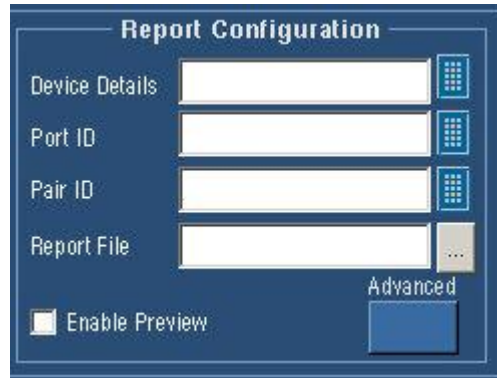 Report Configuration
Device Details
Port ID
Pair ID
Report File
...
Advanced
Enable Preview